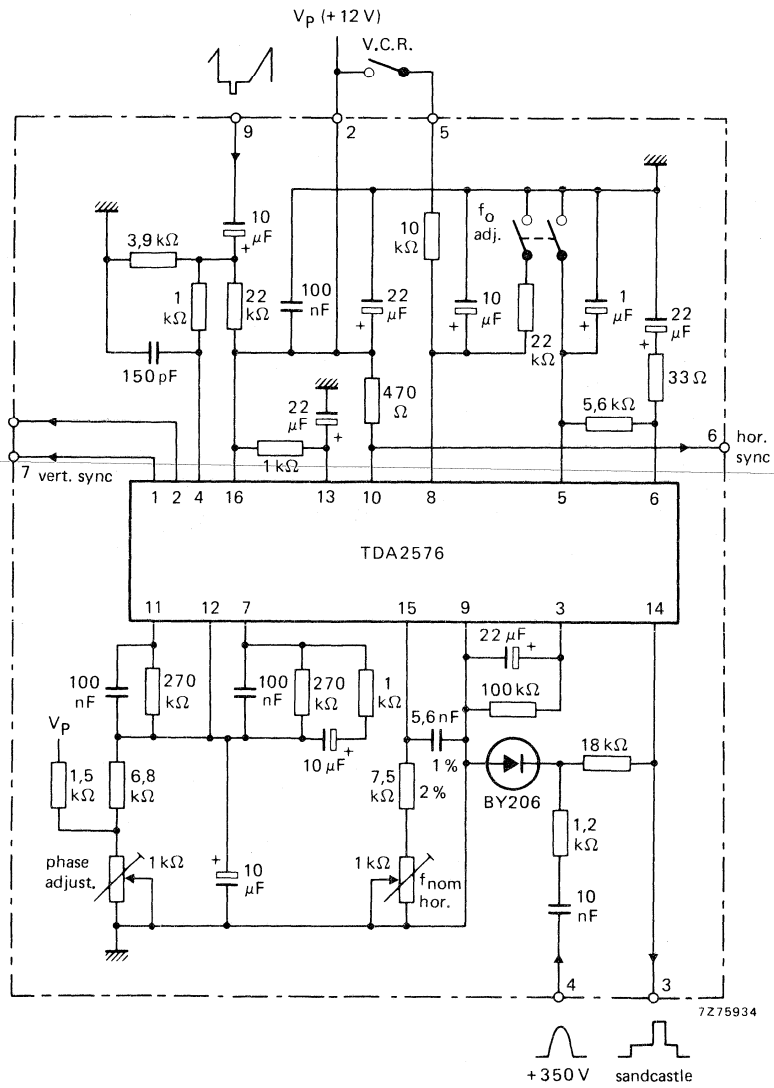 VP (+ 12 V)
V.C.R.
9
2
5
3,9 kΩ
10
μF
+
1
kΩ
22
kΩ
100
nF
22
μF
+
10
kΩ
10
μF
+
fo
adj.
22
kΩ
1
μF
+
22
μF
+
33 Ω
150 pF
22
μF
+
1 kΩ
470
Ω
5,6 kΩ
6
hor.
sync
7 vert. sync
1
2
4
16
13
10
8
5
6
TDA2576
11
12
7
15
9
3
14
100
nF
270
kΩ
100
nF
270
kΩ
1
kΩ
22 μF
+
100 kΩ
5,6 nF
1 %
10 μF
+
VP
1,5
kΩ
6,8
kΩ
7,5
kΩ
2 %
BY206
18 kΩ
1,2
kΩ
phase
adjust.
1 kΩ
+
10
μF
1 kΩ
fnom
hor.
10
nF
4
3
7Z75934
+ 350 V
sandcastle